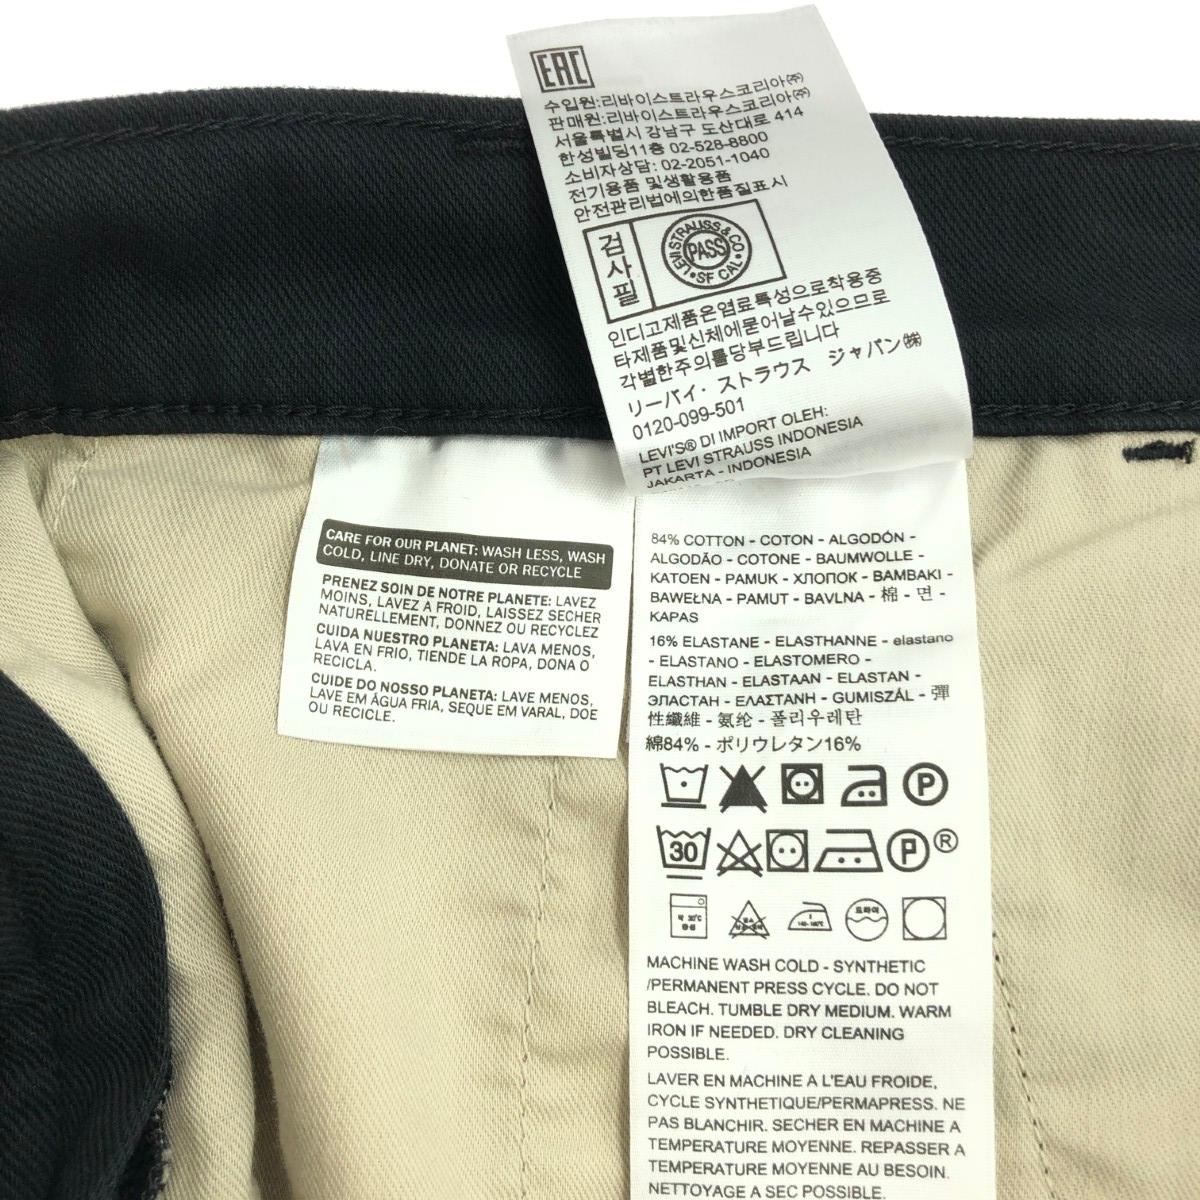 EAC
수입원:리바이스트라우스코리아㈜
판매원:리바이스트라우스코리아㈜
서울특별시 강남구 도산대로 414
한성빌딩11층 02-528-8800
소비자상담: 02-2051-1040
전기용품 및생활용품
안전관리법에의한품질표시
검사필
LEVI STRAUSS & CO
PASS
SF CAL
인디고제품은염료특성으로착용중
타제품및신체에묻어날수있으므로
각별한주의를당부드립니다
リーバイ・ストラウス ジャパン㈱
0120-099-501
LEVI'S® DI IMPORT OLEH:
PT LEVI STRAUSS INDONESIA
JAKARTA - INDONESIA
CARE FOR OUR PLANET: WASH LESS, WASH
COLD, LINE DRY, DONATE OR RECYCLE
PRENEZ SOIN DE NOTRE PLANETE: LAVEZ
MOINS, LAVEZ A FROID, LAISSEZ SECHER
NATURELLEMENT, DONNEZ OU RECYCLEZ
CUIDA NUESTRO PLANETA: LAVA MENOS,
LAVA EN FRIO, TIENDE LA ROPA, DONA O
RECICLA.
CUIDE DO NOSSO PLANETA: LAVE MENOS,
LAVE EM ÁGUA FRIA, SEQUE EM VARAL, DOE
OU RECICLE.
84% COTTON - COTON - ALGODÓN -
ALGODÃO - COTONE - BAUMWOLLE -
KATOEN - PAMUK - ХЛОПОК - BAMBAKI -
BAWEŁNA - PAMUT - BAVLNA - 棉 - 면 -
KAPAS
16% ELASTANE - ELASTHANNE - elastano
- ELASTANO - ELASTOMERO -
ELASTHAN - ELASTAAN - ELASTAN -
ЭЛАСТАН - ΕΛΑΣΤΑΝΗ - GUMISZÁL - 彈
性纖維 - 氨纶 - 폴리우레탄
綿84% - ポリウレタン16%
P
30 P ®
약 30℃ 중성 드라이
MACHINE WASH COLD - SYNTHETIC
/PERMANENT PRESS CYCLE. DO NOT
BLEACH. TUMBLE DRY MEDIUM. WARM
IRON IF NEEDED. DRY CLEANING
POSSIBLE.
LAVER EN MACHINE A L'EAU FROIDE,
CYCLE SYNTHETIQUE/PERMAPRESS. NE
PAS BLANCHIR. SECHER EN MACHINE A
TEMPERATURE MOYENNE. REPASSER A
TEMPERATURE MOYENNE AU BESOIN.
NETTOYAGE A SEC POSSIBLE.